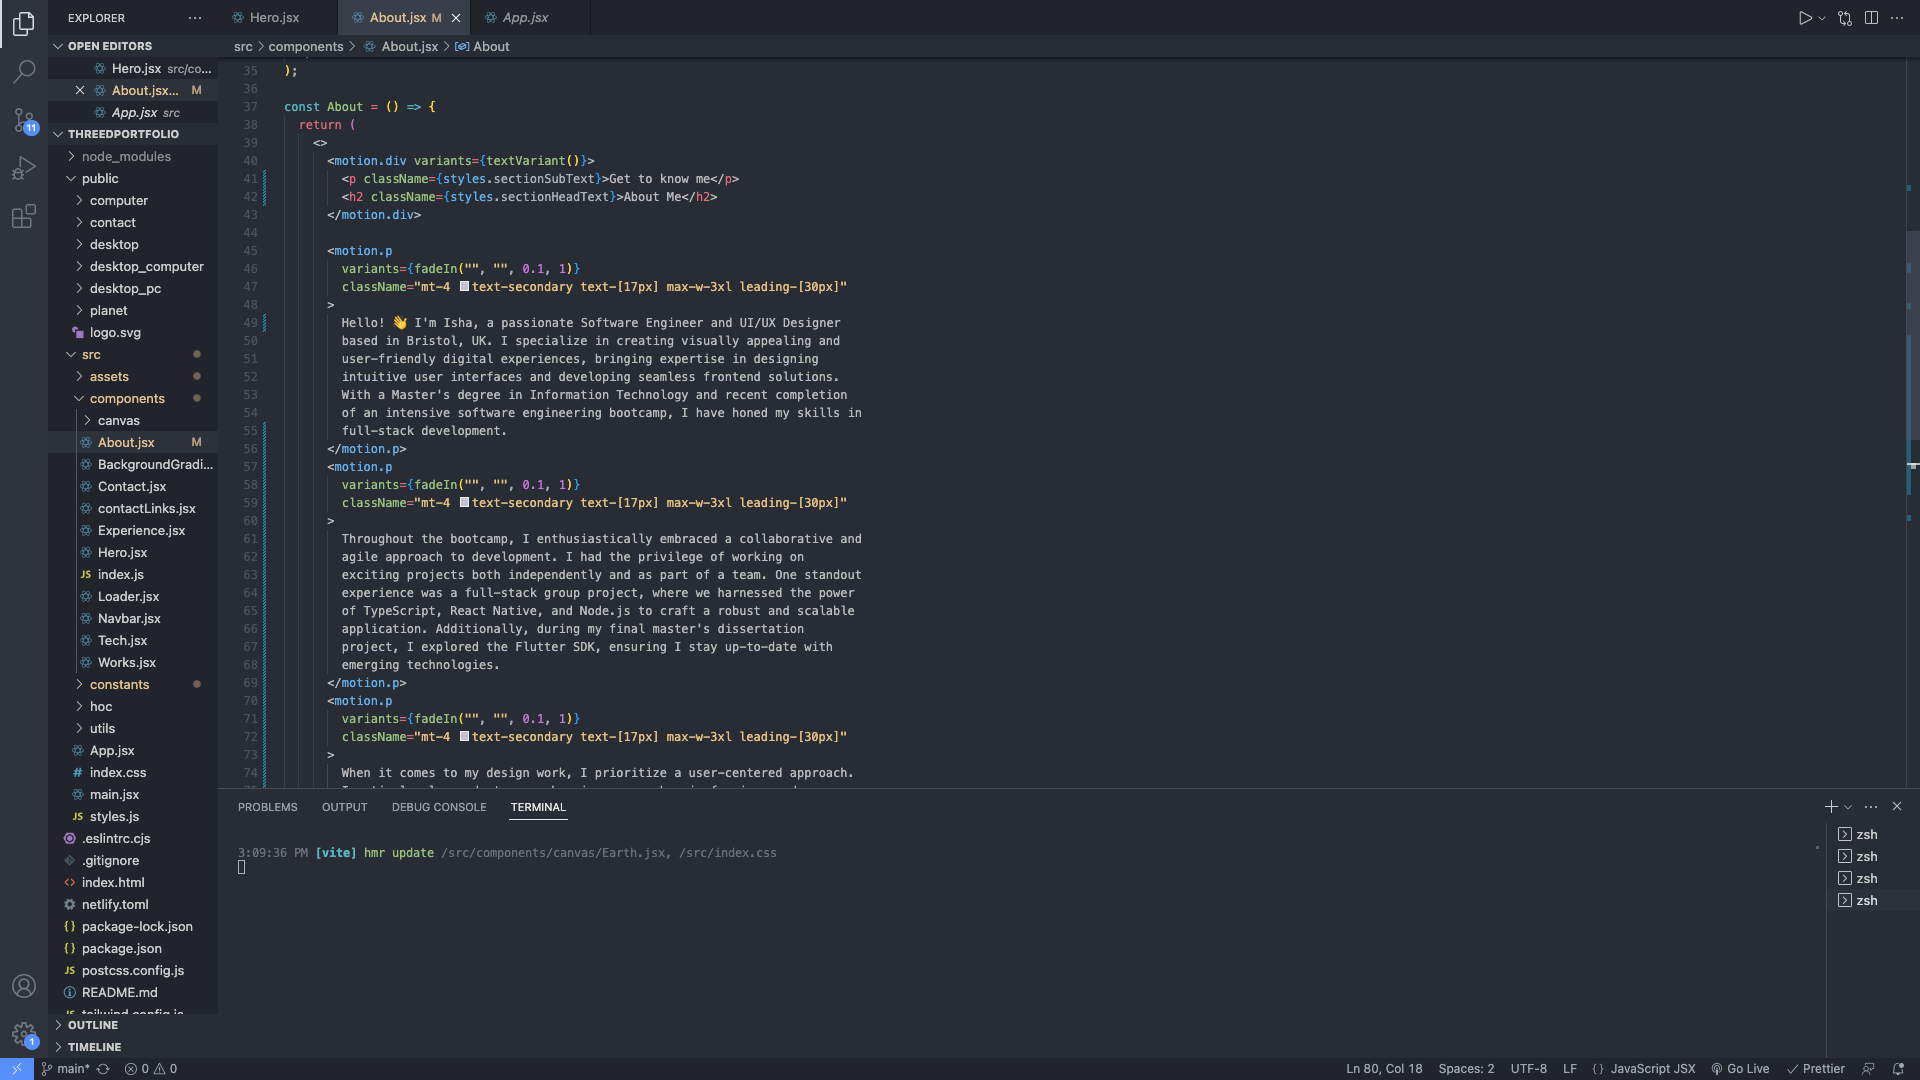 EXPLORER
OPEN EDITORS
Hero.jsx src/co...
About.jsx... M
App.jsx src
THREEDPORTFOLIO
node_modules
public
computer
contact
desktop
desktop_computer
desktop_pc
planet
logo.svg
src
assets
components
canvas
About.jsx M
BackgroundGradi...
Contact.jsx
contactLinks.jsx
Experience.jsx
Hero.jsx
JS index.js
Loader.jsx
Navbar.jsx
Tech.jsx
Works.jsx
constants
hoc
utils
App.jsx
# index.css
main.jsx
JS styles.js
.eslintrc.cjs
.gitignore
index.html
netlify.toml
package-lock.json
package.json
JS postcss.config.js
README.md
OUTLINE
TIMELINE
11
1
Hero.jsx
About.jsx M
App.jsx
src > components > About.jsx > About
35 );
36
37 const About = () => {
38 return (
39 <>
40 <motion.div variants={textVariant()}>
41 <p className={styles.sectionSubText}>Get to know me</p>
42 <h2 className={styles.sectionHeadText}>About Me</h2>
43 </motion.div>
44
45 <motion.p
46 variants={fadeIn("", "", 0.1, 1)}
47 className="mt-4 text-secondary text-[17px] max-w-3xl leading-[30px]"
48 >
49 Hello! 👋 I'm Isha, a passionate Software Engineer and UI/UX Designer
50 based in Bristol, UK. I specialize in creating visually appealing and
51 user-friendly digital experiences, bringing expertise in designing
52 intuitive user interfaces and developing seamless frontend solutions.
53 With a Master's degree in Information Technology and recent completion
54 of an intensive software engineering bootcamp, I have honed my skills in
55 full-stack development.
56 </motion.p>
57 <motion.p
58 variants={fadeIn("", "", 0.1, 1)}
59 className="mt-4 text-secondary text-[17px] max-w-3xl leading-[30px]"
60 >
61 Throughout the bootcamp, I enthusiastically embraced a collaborative and
62 agile approach to development. I had the privilege of working on
63 exciting projects both independently and as part of a team. One standout
64 experience was a full-stack group project, where we harnessed the power
65 of TypeScript, React Native, and Node.js to craft a robust and scalable
66 application. Additionally, during my final master's dissertation
67 project, I explored the Flutter SDK, ensuring I stay up-to-date with
68 emerging technologies.
69 </motion.p>
70 <motion.p
71 variants={fadeIn("", "", 0.1, 1)}
72 className="mt-4 text-secondary text-[17px] max-w-3xl leading-[30px]"
73 >
74 When it comes to my design work, I prioritize a user-centered approach.
PROBLEMS OUTPUT DEBUG CONSOLE TERMINAL
3:09:36 PM [vite] hmr update /src/components/canvas/Earth.jsx, /src/index.css
zsh
zsh
zsh
zsh
main* 0 0
Ln 80, Col 18 Spaces: 2 UTF-8 LF {} JavaScript JSX Go Live Prettier